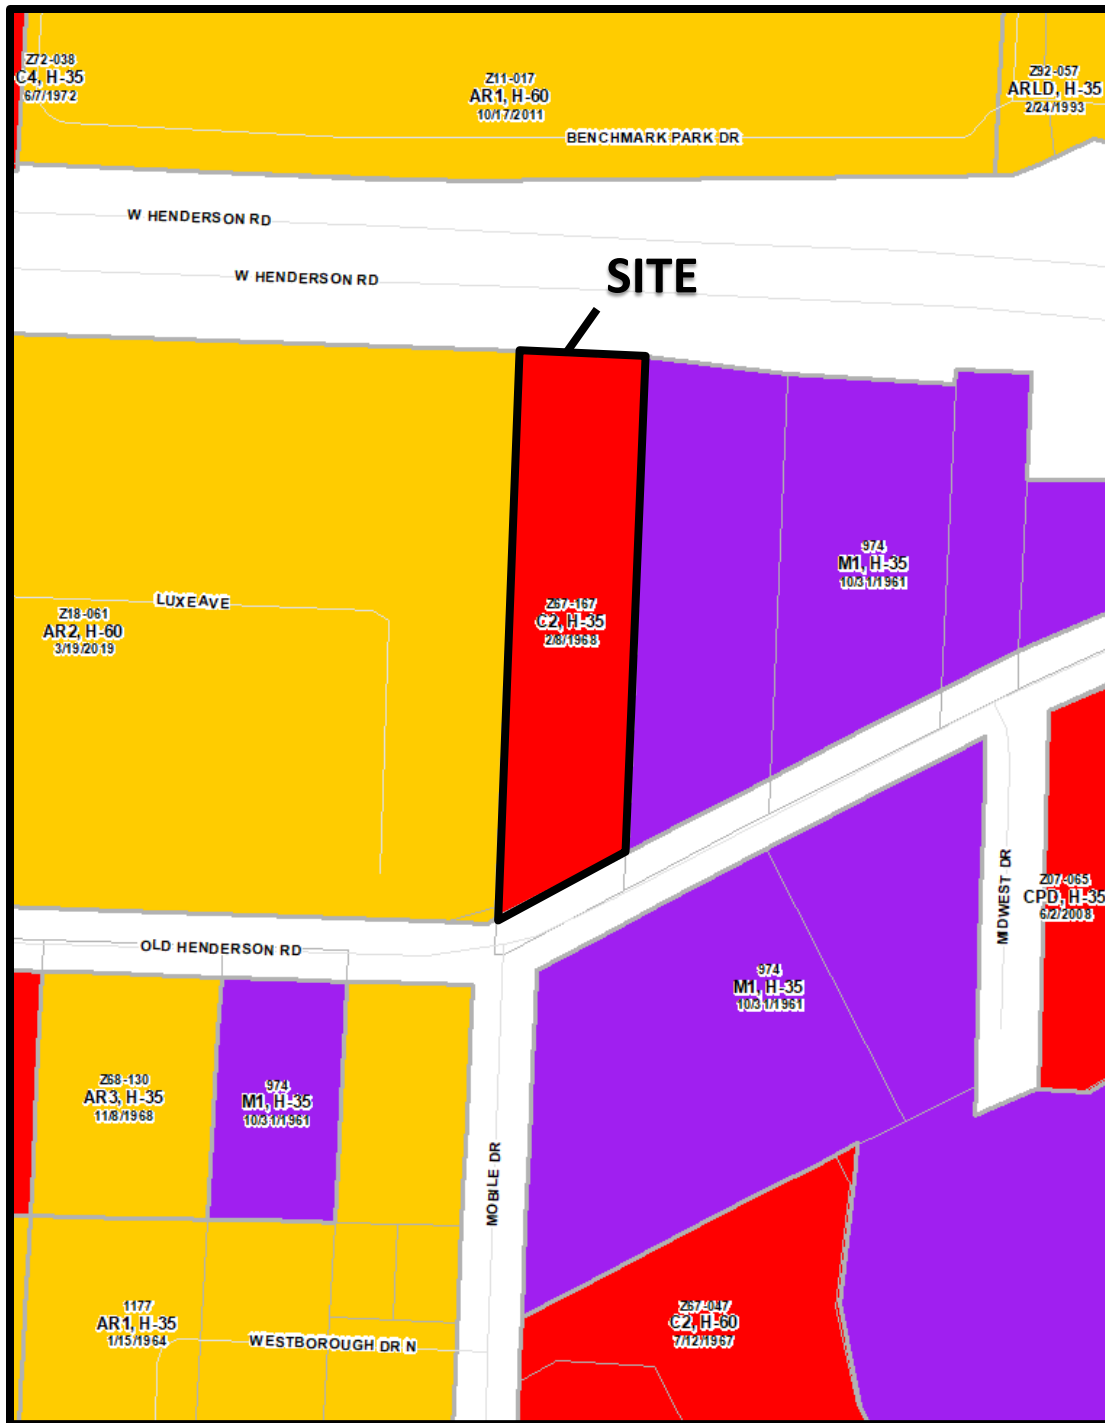 Z72-038
C4, H-35
6/7/1972
Z11-017
AR1, H-60
10/17/2011
Z92-057
ARLD, H-35
2/24/1993
BENCHMARK PARK DR
W HENDERSON RD
W HENDERSON RD
SITE
974
M1, H-35
10/31/1961
LUXE AVE
Z18-061
AR2, H-60
3/19/2019
Z67-167
C2, H-35
2/8/1968
MIDWEST DR
Z07-065
CPD, H-35
6/2/2008
OLD HENDERSON RD
974
M1, H-35
10/31/1961
Z68-130
AR3, H-35
11/8/1968
974
M1, H-35
10/31/1961
MOBILE DR
1177
AR1, H-35
1/15/1964
WESTBOROUGH DR N
Z67-047
C2, H-60
7/12/1967